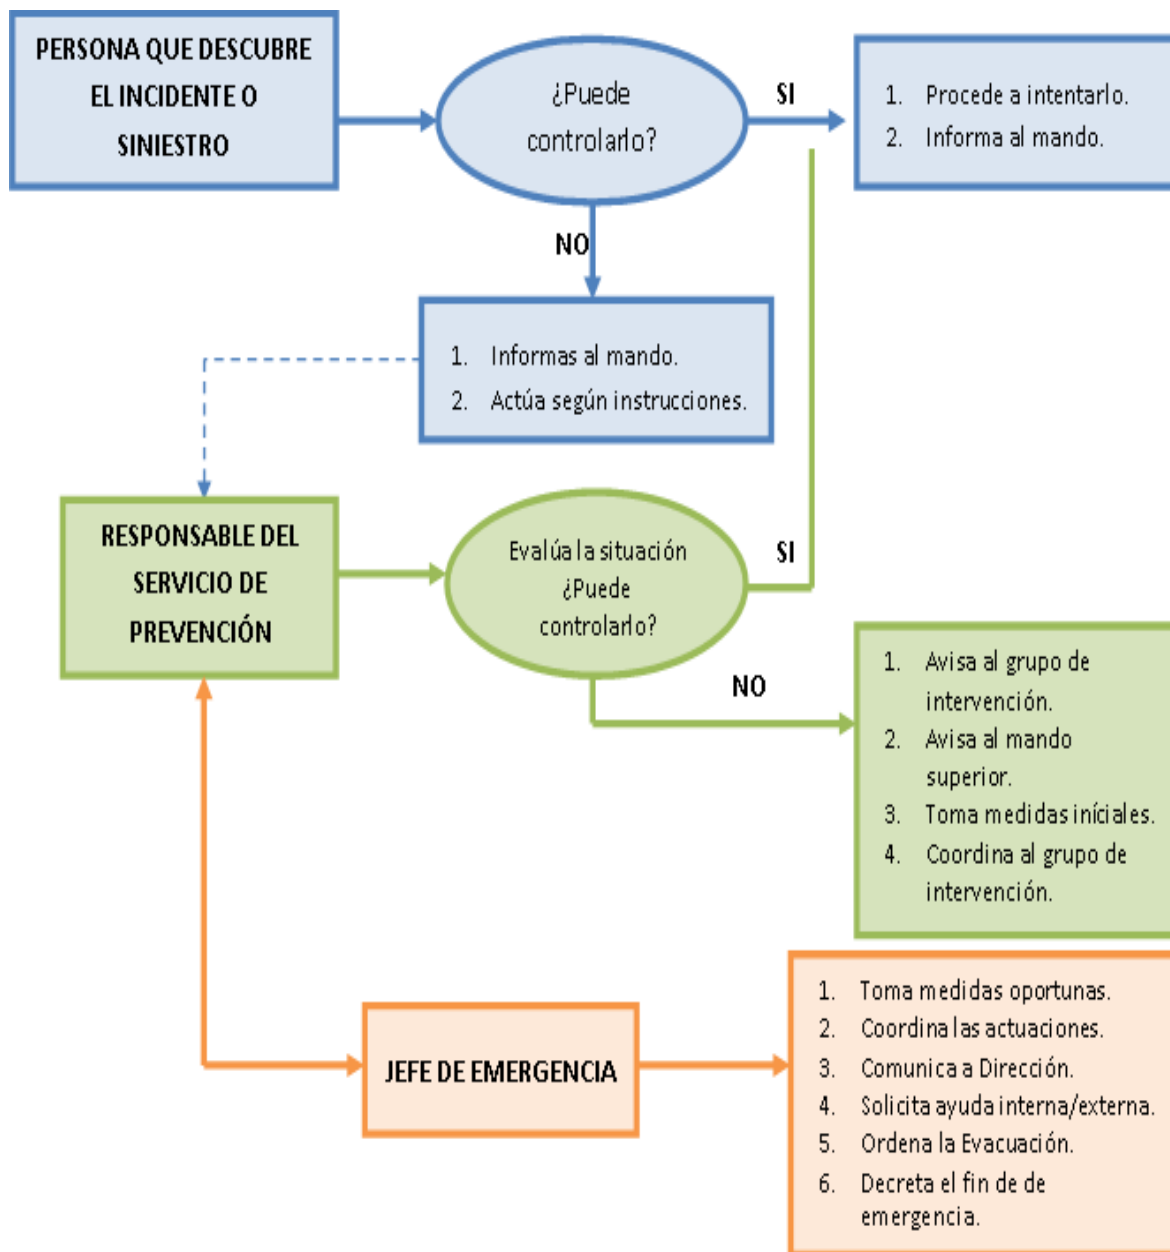 PERSONA QUE DESCUBRE
EL INCIDENTE O
SINIESTRO
¿Puede
controlarlo?
SI
1. Procede a intentarlo.
2. Informa al mando.
NO
1. Informas al mando.
2. Actúa según instrucciones.
RESPONSABLE DEL
SERVICIO DE
PREVENCIÓN
Evalúa la situación
¿Puede
controlarlo?
SI
NO
1. Avisa al grupo de
intervención.
2. Avisa al mando
superior.
3. Toma medidas iníciales.
4. Coordina al grupo de
intervención.
JEFE DE EMERGENCIA
1. Toma medidas oportunas.
2. Coordina las actuaciones.
3. Comunica a Dirección.
4. Solicita ayuda interna/externa.
5. Ordena la Evacuación.
6. Decreta el fin de de
emergencia.